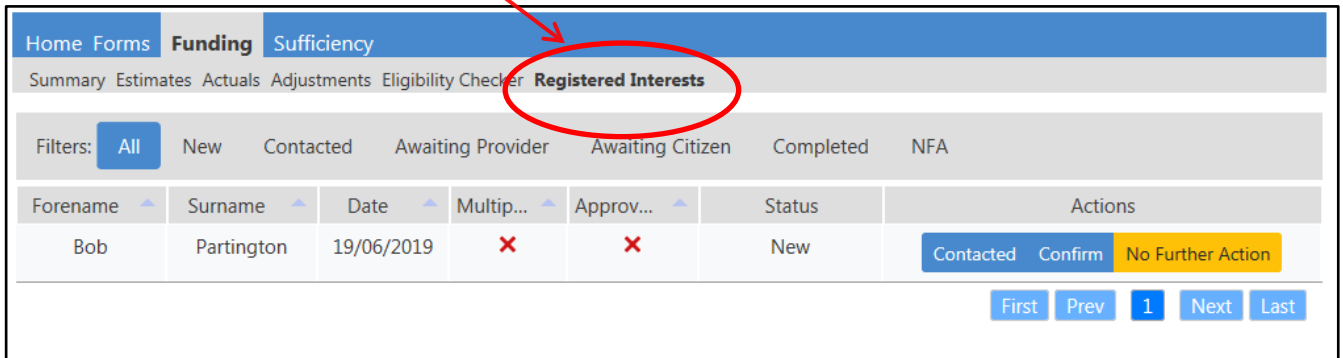 Home Forms Funding Sufficiency
Summary Estimates Actuals Adjustments Eligibility Checker Registered Interests
Filters: All New Contacted Awaiting Provider Awaiting Citizen Completed NFA
Forename Surname Date Multip... Approv... Status Actions
Bob Partington 19/06/2019 New Contacted Confirm No Further Action
First Prev 1 Next Last